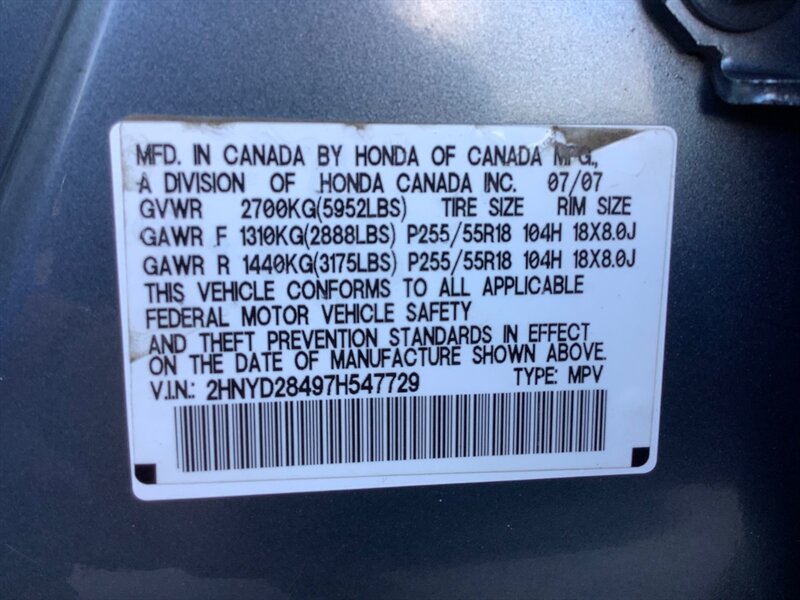 MFD. IN CANADA BY HONDA OF CANADA MFG.,
A DIVISION OF HONDA CANADA INC. 07/07
GVWR 2700KG(5952LBS) TIRE SIZE RIM SIZE
GAWR F 1310KG(2888LBS) P255/55R18 104H 18X8.0J
GAWR R 1440KG(3175LBS) P255/55R18 104H 18X8.0J
THIS VEHICLE CONFORMS TO ALL APPLICABLE
FEDERAL MOTOR VEHICLE SAFETY
AND THEFT PREVENTION STANDARDS IN EFFECT
ON THE DATE OF MANUFACTURE SHOWN ABOVE.
V.I.N.: 2HNYD28497H547729 TYPE: MPV